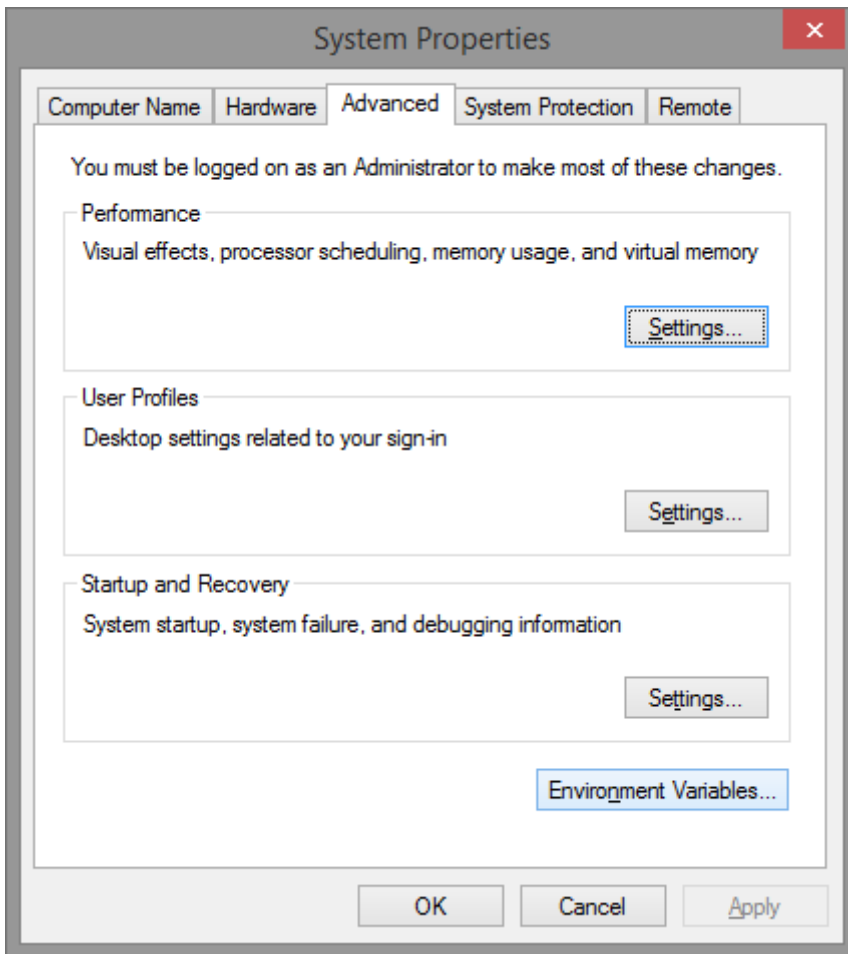 System Properties
×
Computer Name Hardware Advanced System Protection Remote
You must be logged on as an Administrator to make most of these changes.
Performance
Visual effects, processor scheduling, memory usage, and virtual memory
Settings...
User Profiles
Desktop settings related to your sign-in
Settings...
Startup and Recovery
System startup, system failure, and debugging information
Settings...
Environment Variables...
OK Cancel Apply